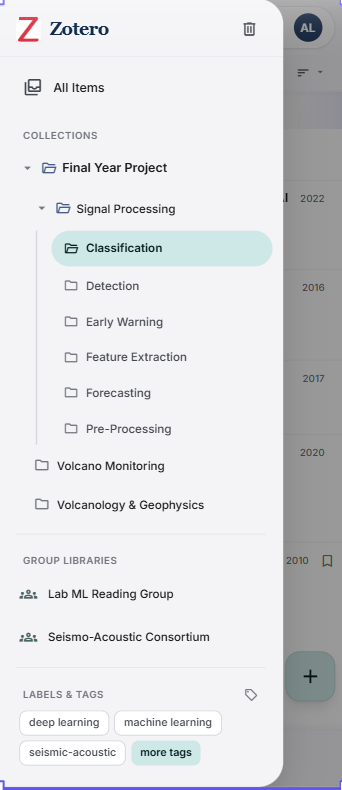 Zotero
AL
All Items
COLLECTIONS
Final Year Project
Signal Processing
2022
Classification
Detection
2016
Early Warning
Feature Extraction
2017
Forecasting
Pre-Processing
2020
Volcano Monitoring
Volcanology & Geophysics
GROUP LIBRARIES
2010
Lab ML Reading Group
Seismo-Acoustic Consortium
LABELS & TAGS
deep learning machine learning
seismic-acoustic more tags